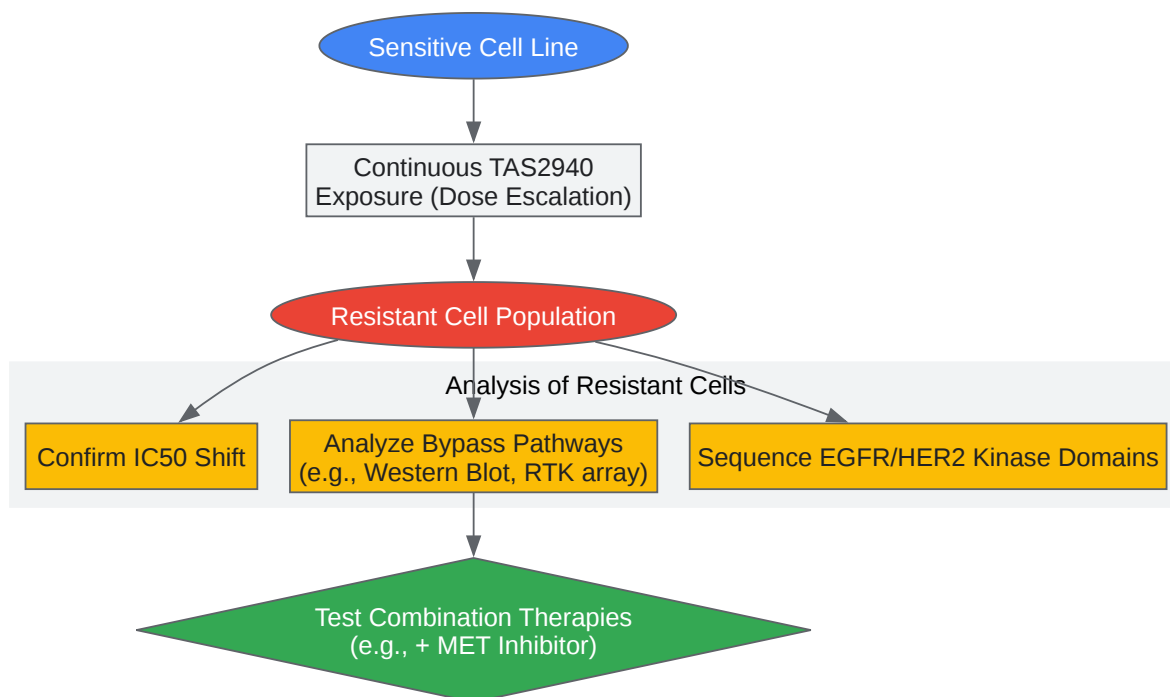 Sensitive Cell Line
Continuous TAS2940
Exposure (Dose Escalation)
Resistant Cell Population
Analysis of Resistant Cells
Confirm IC50 Shift
Analyze Bypass Pathways
(e.g., Western Blot, RTK array)
Sequence EGFR/HER2 Kinase Domains
Test Combination Therapies
(e.g., + MET Inhibitor)